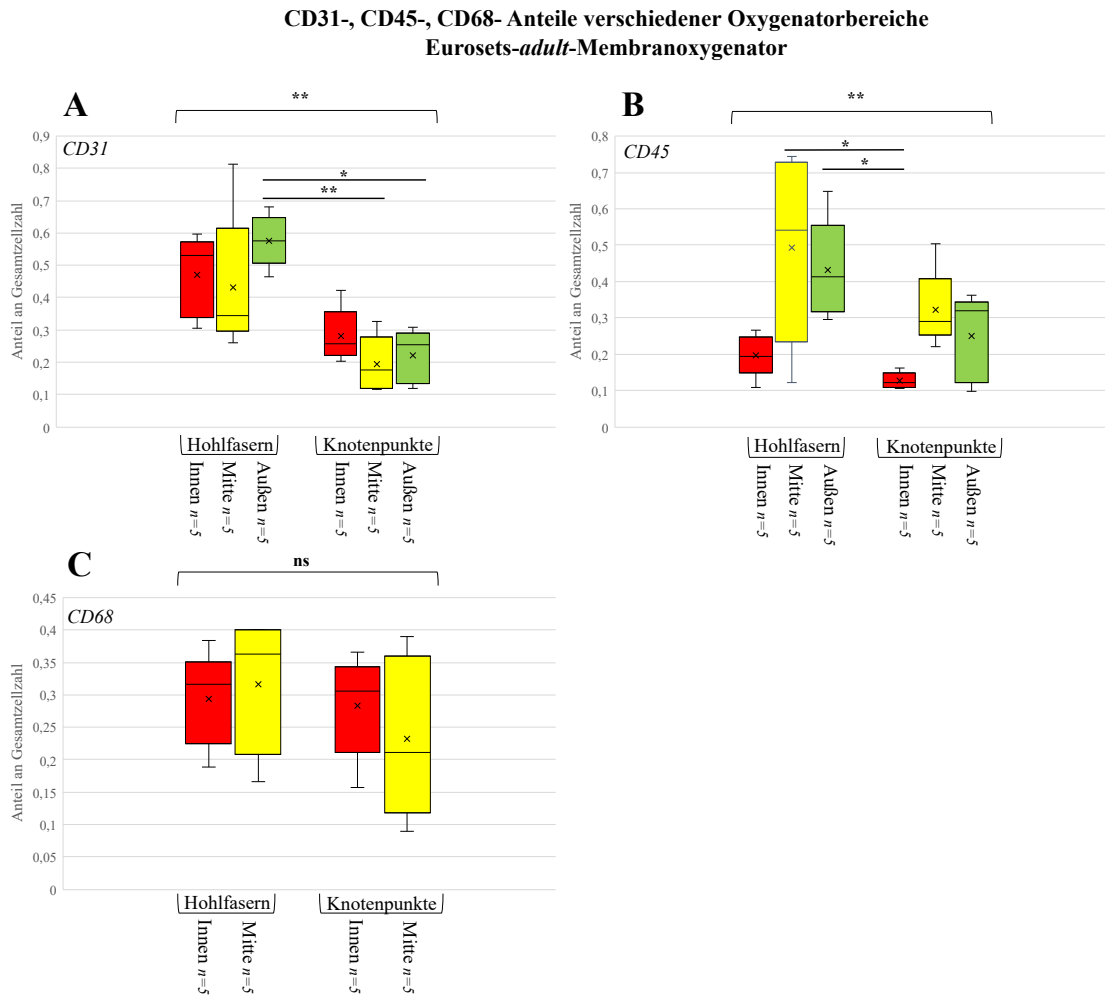 CD31-, CD45-, CD68- Anteile verschiedener Oxygenatorbereiche
Eurosets-adult-Membranoxygenator
A
**
0,9
0,8
0,7
0,6
0,5
0,4
0,3
0,2
0,1
0
Anteil an Gesamtzellzahl
CD31
*
**
Hohlfasern
Knotenpunkte
Innen n=5
Mitte n=5
Außen n=5
Innen n=5
Mitte n=5
Außen n=5
B
**
0,8
0,7
0,6
0,5
0,4
0,3
0,2
0,1
0
Anteil an Gesamtzellzahl
CD45
*
*
Hohlfasern
Knotenpunkte
Innen n=5
Mitte n=5
Außen n=5
Innen n=5
Mitte n=5
Außen n=5
C
ns
0,45
0,4
0,35
0,3
0,25
0,2
0,15
0,1
0,05
0
Anteil an Gesamtzellzahl
CD68
Hohlfasern
Knotenpunkte
Innen n=5
Mitte n=5
Innen n=5
Mitte n=5